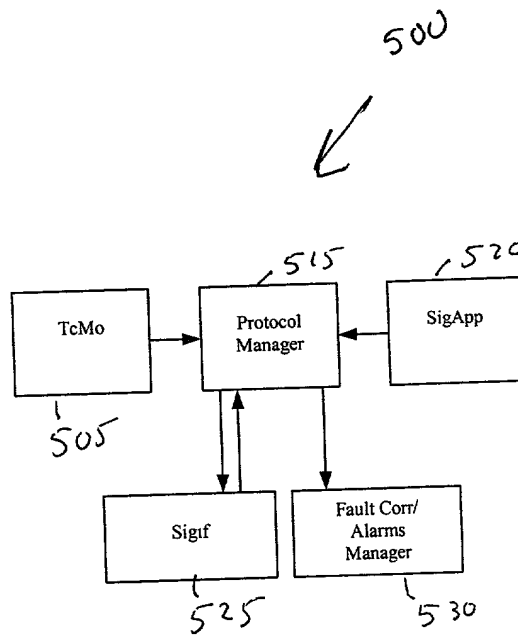 500
515
520
TcMo
Protocol
Manager
SigApp
505
Sigif
Fault Corr/
Alarms
Manager
525
530